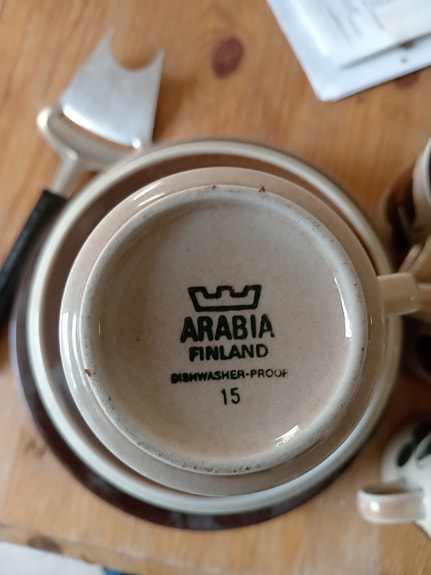 ARABIA
FINLAND
DISHWASHER-PROOF
15